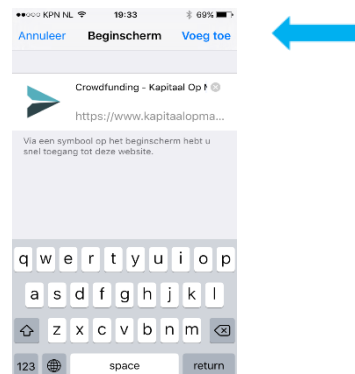 KPN NL 19:33 69%
Annuleer Beginscherm Voeg toe
Crowdfunding - Kapitaal Op M
https://www.kapitaalopma...
Via een symbool op het beginscherm hebt u
snel toegang tot deze website.
q w e r t y u i o p
a s d f g h j k l
z x c v b n m
123 space return